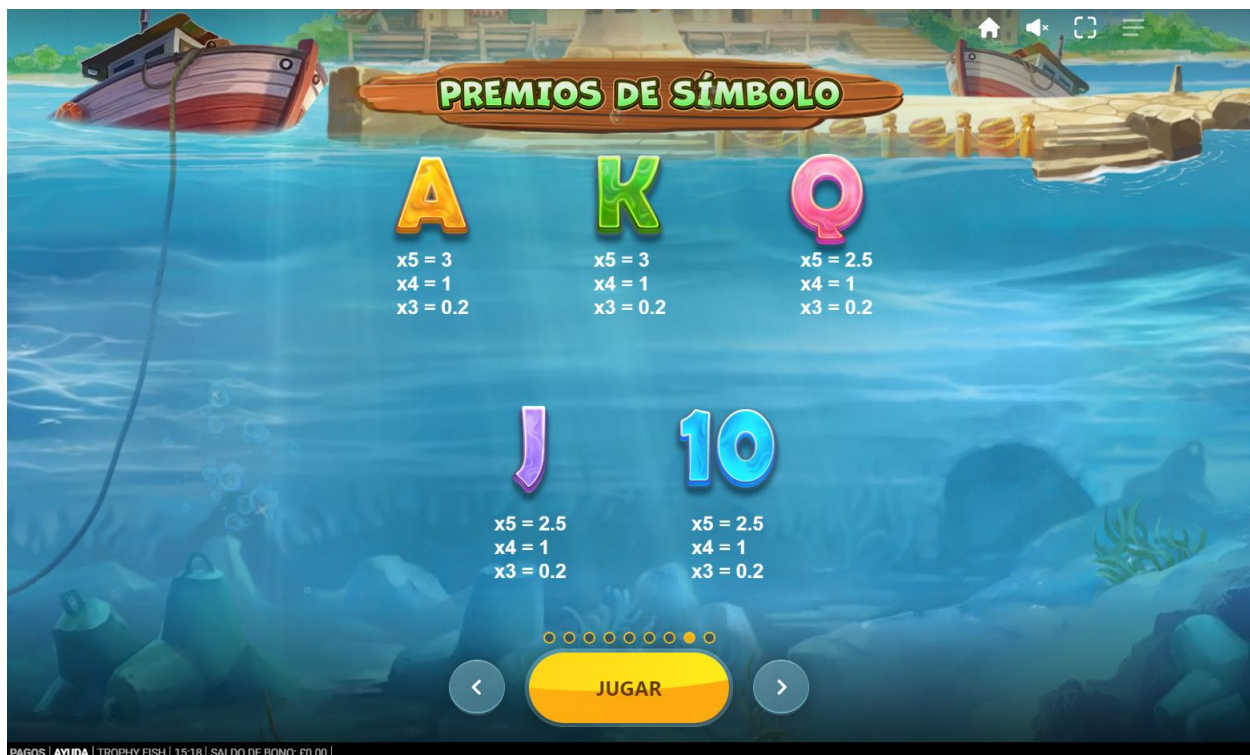 PREMIOS DE SÍMBOLO
A K Q
x5 = 3 x5 = 3 x5 = 2.5
x4 = 1 x4 = 1 x4 = 1
x3 = 0.2 x3 = 0.2 x3 = 0.2
J 10
x5 = 2.5 x5 = 2.5
x4 = 1 x4 = 1
x3 = 0.2 x3 = 0.2
JUGAR
PAGOS | AYUDA | TROPHY FISH | 15:18 | SALDO DE BONO: £0.00 |